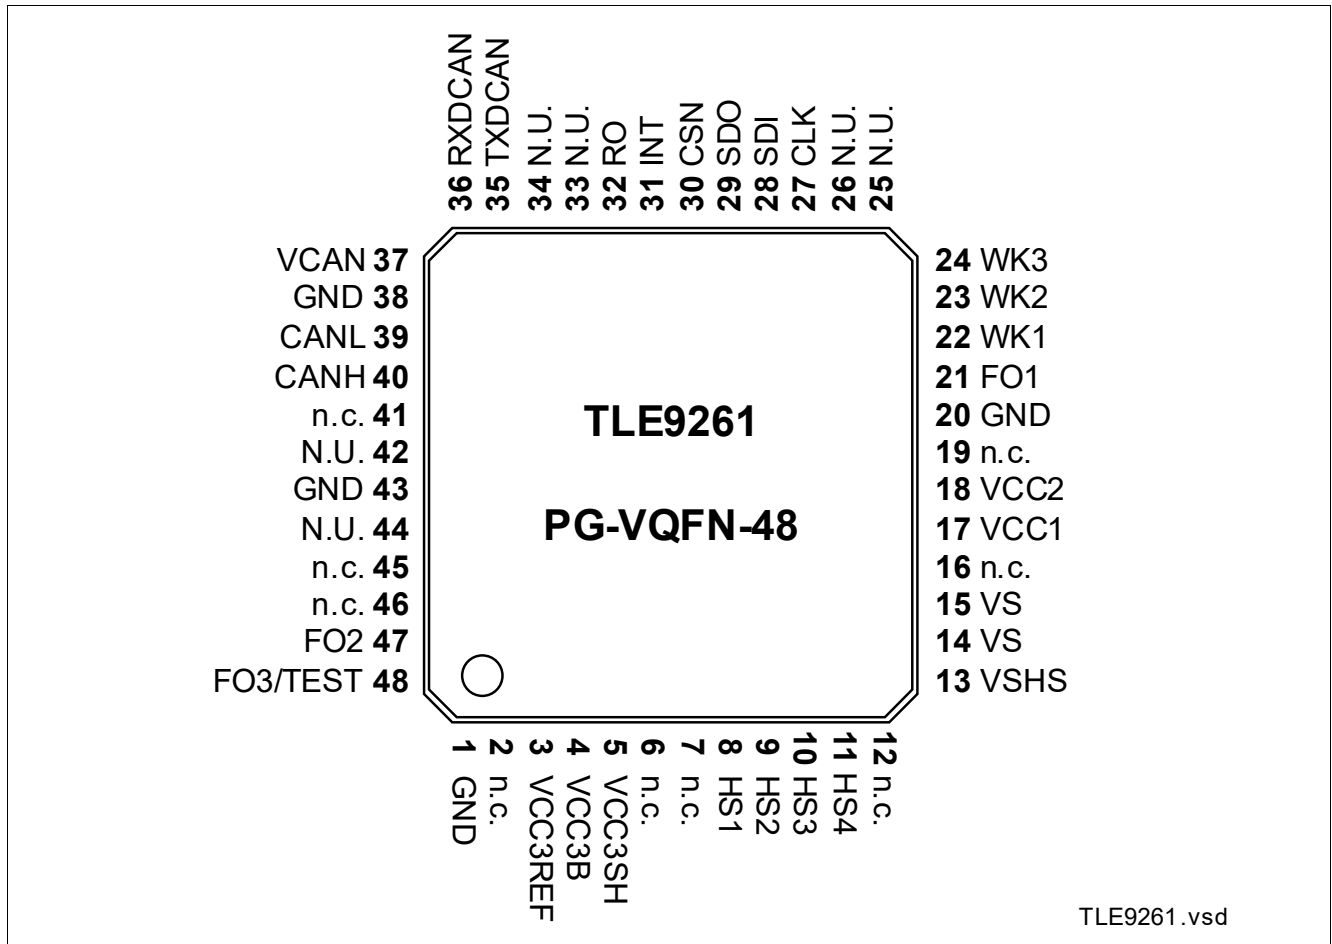 36 RXDCAN
35 TXDCAN
34 N.U.
33 N.U.
32 RO
31 INT
30 CSN
29 SDO
28 SDI
27 CLK
26 N.U.
25 N.U.
VCAN 37
GND 38
CANL 39
CANH 40
n.c. 41
N.U. 42
GND 43
N.U. 44
n.c. 45
n.c. 46
FO2 47
FO3/TEST 48
TLE9261
PG-VQFN-48
24 WK3
23 WK2
22 WK1
21 FO1
20 GND
19 n.c.
18 VCC2
17 VCC1
16 n.c.
15 VS
14 VS
13 VSHS
1 GND
2 n.c.
3 VCC3REF
4 VCC3B
5 VCC3SH
6 n.c.
7 n.c.
8 HS1
9 HS2
10 HS3
11 HS4
12 n.c.
TLE9261.vsd